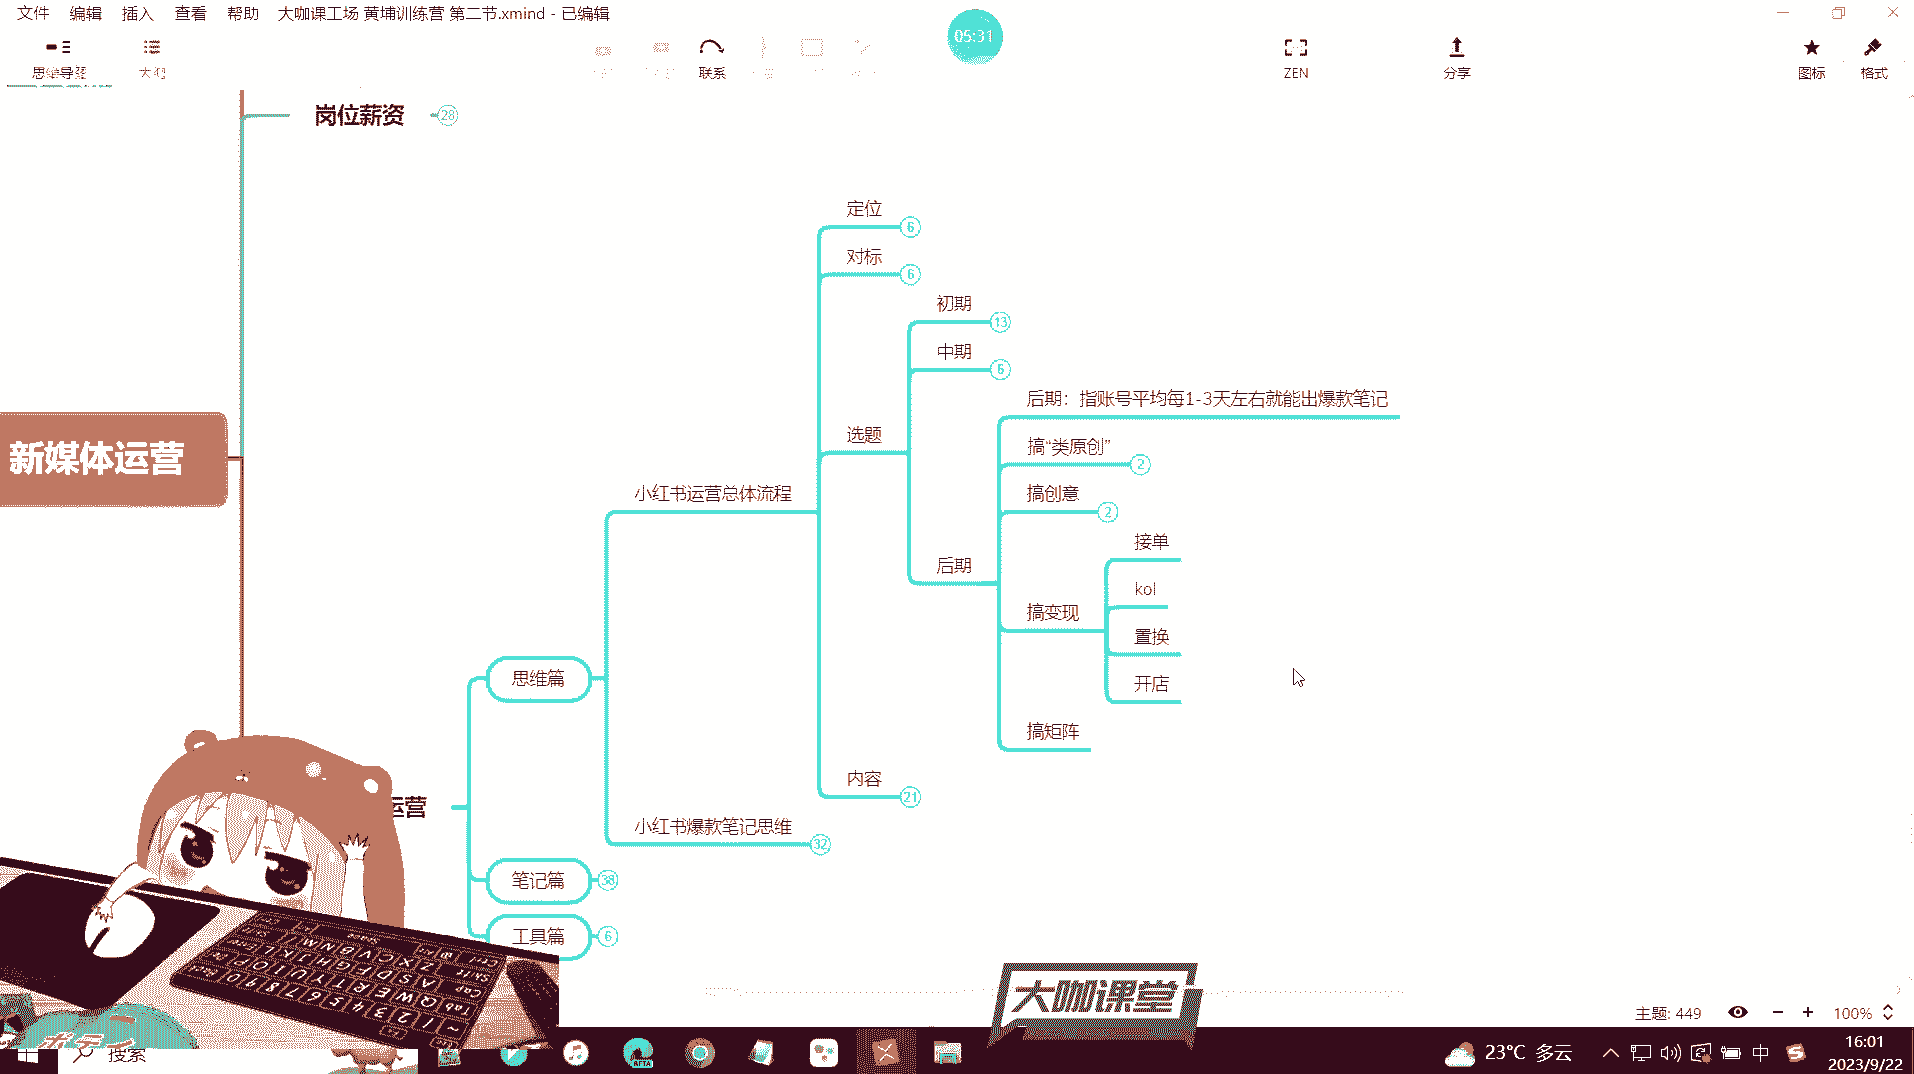 文件 编辑 插入 查看 帮助 大咖课工场 黄埔训练营 第二节.xmind - 已编辑
05:31
思维导图 大纲 联系 ZEN 分享 图标 格式
岗位薪资 28
定位 6
对标 6
初期 13
中期 6
后期：指账号平均每1-3天左右就能出爆款笔记
选题
搞“类原创” 2
新媒体运营
小红书运营总体流程
搞创意 2
接单
后期
kol
搞变现
置换
思维篇
开店
搞矩阵
内容 21
运营
小红书爆款笔记思维 32
笔记篇 38
工具篇 6
大咖课堂
主题: 449 100%
搜索
23°C 多云 中 16:01
2023/9/22